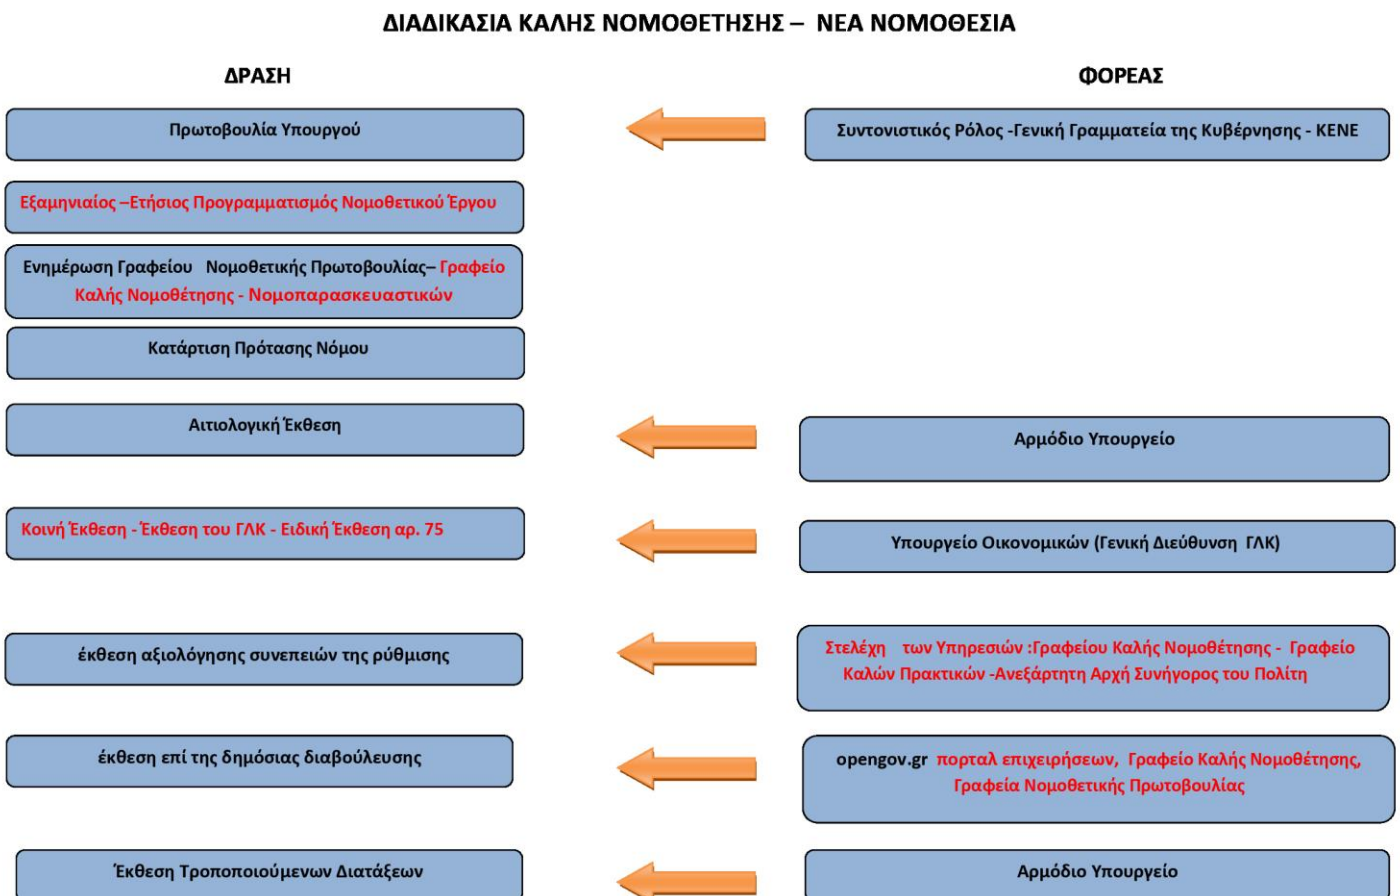 ΔΙΑΔΙΚΑΣΙΑ ΚΑΛΗΣ ΝΟΜΟΘΕΤΗΣΗΣ – ΝΕΑ ΝΟΜΟΘΕΣΙΑ
ΔΡΑΣΗ
ΦΟΡΕΑΣ
Πρωτοβουλία Υπουργού
Συντονιστικός Ρόλος -Γενική Γραμματεία της Κυβέρνησης - ΚΕΝΕ
Εξαμηνιαίος –Ετήσιος Προγραμματισμός Νομοθετικού Έργου
Ενημέρωση Γραφείου Νομοθετικής Πρωτοβουλίας– Γραφείο
Καλής Νομοθέτησης - Νομοπαρασκευαστικών
Κατάρτιση Πρότασης Νόμου
Αιτιολογική Έκθεση
Αρμόδιο Υπουργείο
Κοινή Έκθεση - Έκθεση του ΓΛΚ - Ειδική Έκθεση αρ. 75
Υπουργείο Οικονομικών (Γενική Διεύθυνση ΓΛΚ)
έκθεση αξιολόγησης συνεπειών της ρύθμισης
Στελέχη των Υπηρεσιών :Γραφείου Καλής Νομοθέτησης - Γραφείο
Καλών Πρακτικών -Ανεξάρτητη Αρχή Συνήγορος του Πολίτη
έκθεση επί της δημόσιας διαβούλευσης
opengov.gr πορταλ επιχειρήσεων, Γραφείο Καλής Νομοθέτησης,
Γραφεία Νομοθετικής Πρωτοβουλίας
Έκθεση Τροποποιούμενων Διατάξεων
Αρμόδιο Υπουργείο